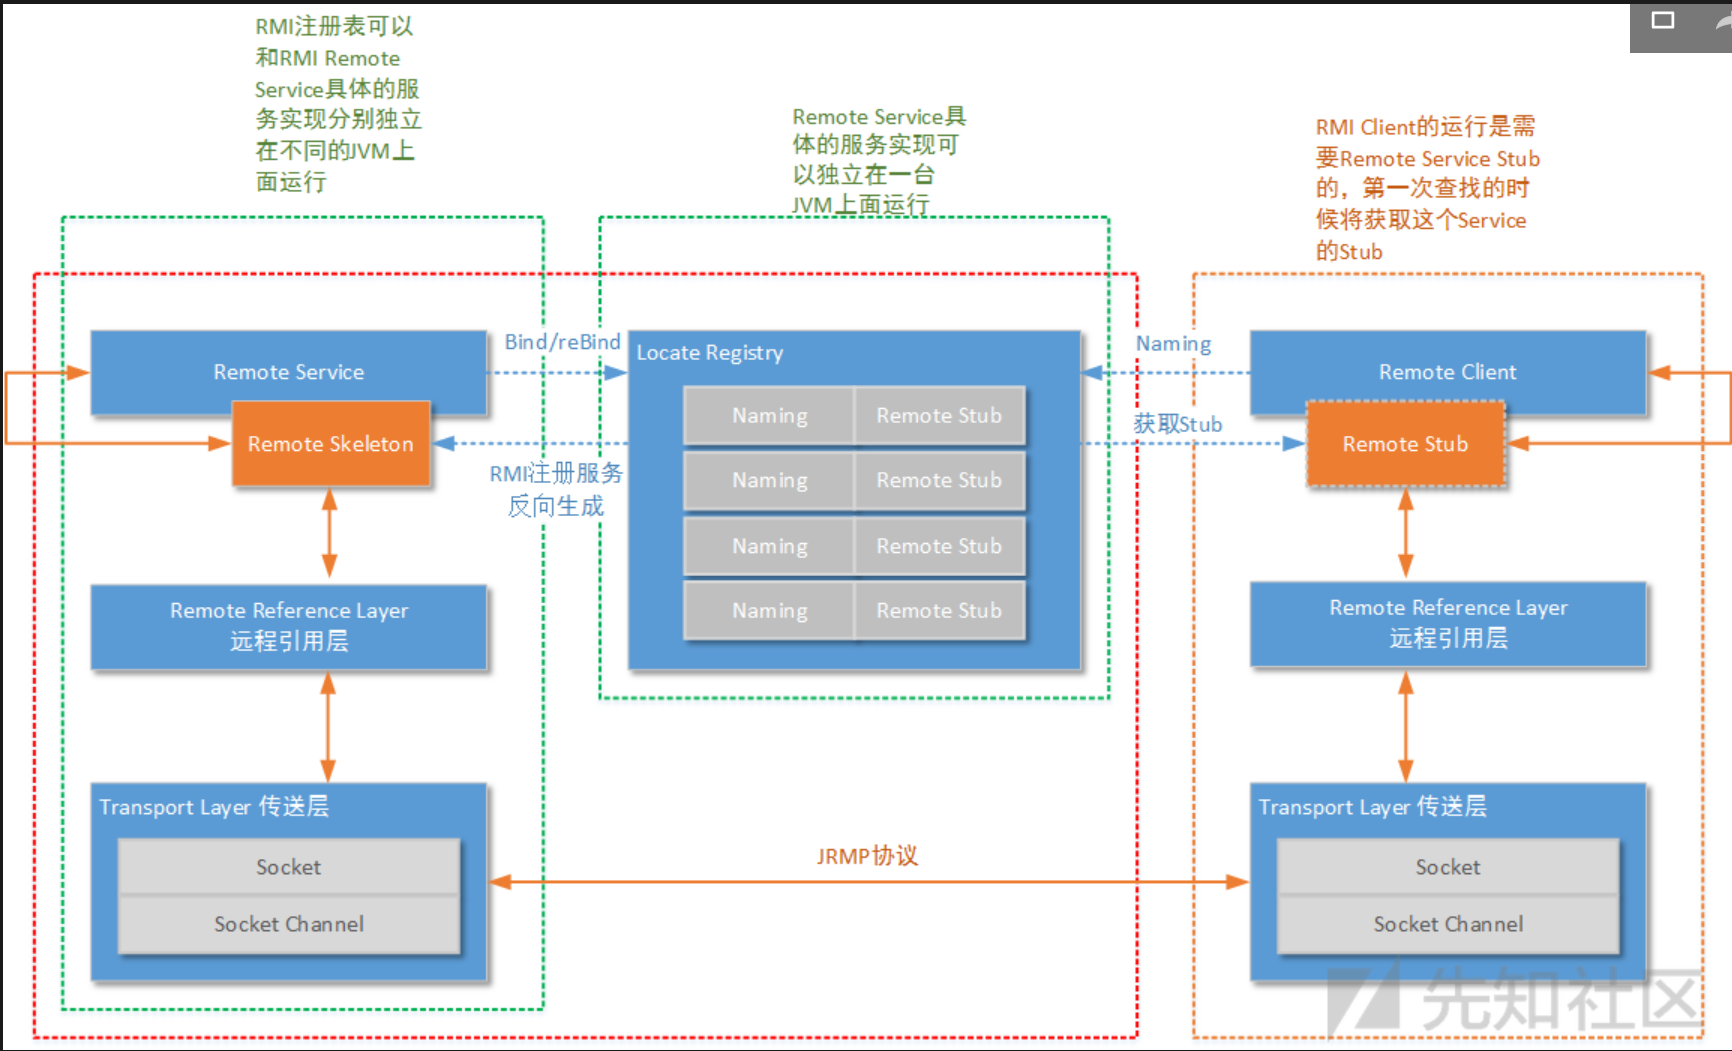 RMI注册表可以
和RMI Remote
Service具体的服
务实现分别独立
在不同的JVM上
面运行
Remote Service具
体的服务实现可
以独立在一台
JVM上面运行
RMI Client的运行是需
要Remote Service Stub
的，第一次查找的时
候将获取这个Service
的Stub
Remote Service
Remote Skeleton
Bind/reBind
RMI注册服务
反向生成
Locate Registry
Naming Remote Stub
Naming Remote Stub
Naming Remote Stub
Naming Remote Stub
Naming
获取Stub
Remote Client
Remote Stub
Remote Reference Layer
远程引用层
Remote Reference Layer
远程引用层
Transport Layer 传送层
Socket
Socket Channel
JRMP协议
Transport Layer 传送层
Socket
Socket Channel
先知社区